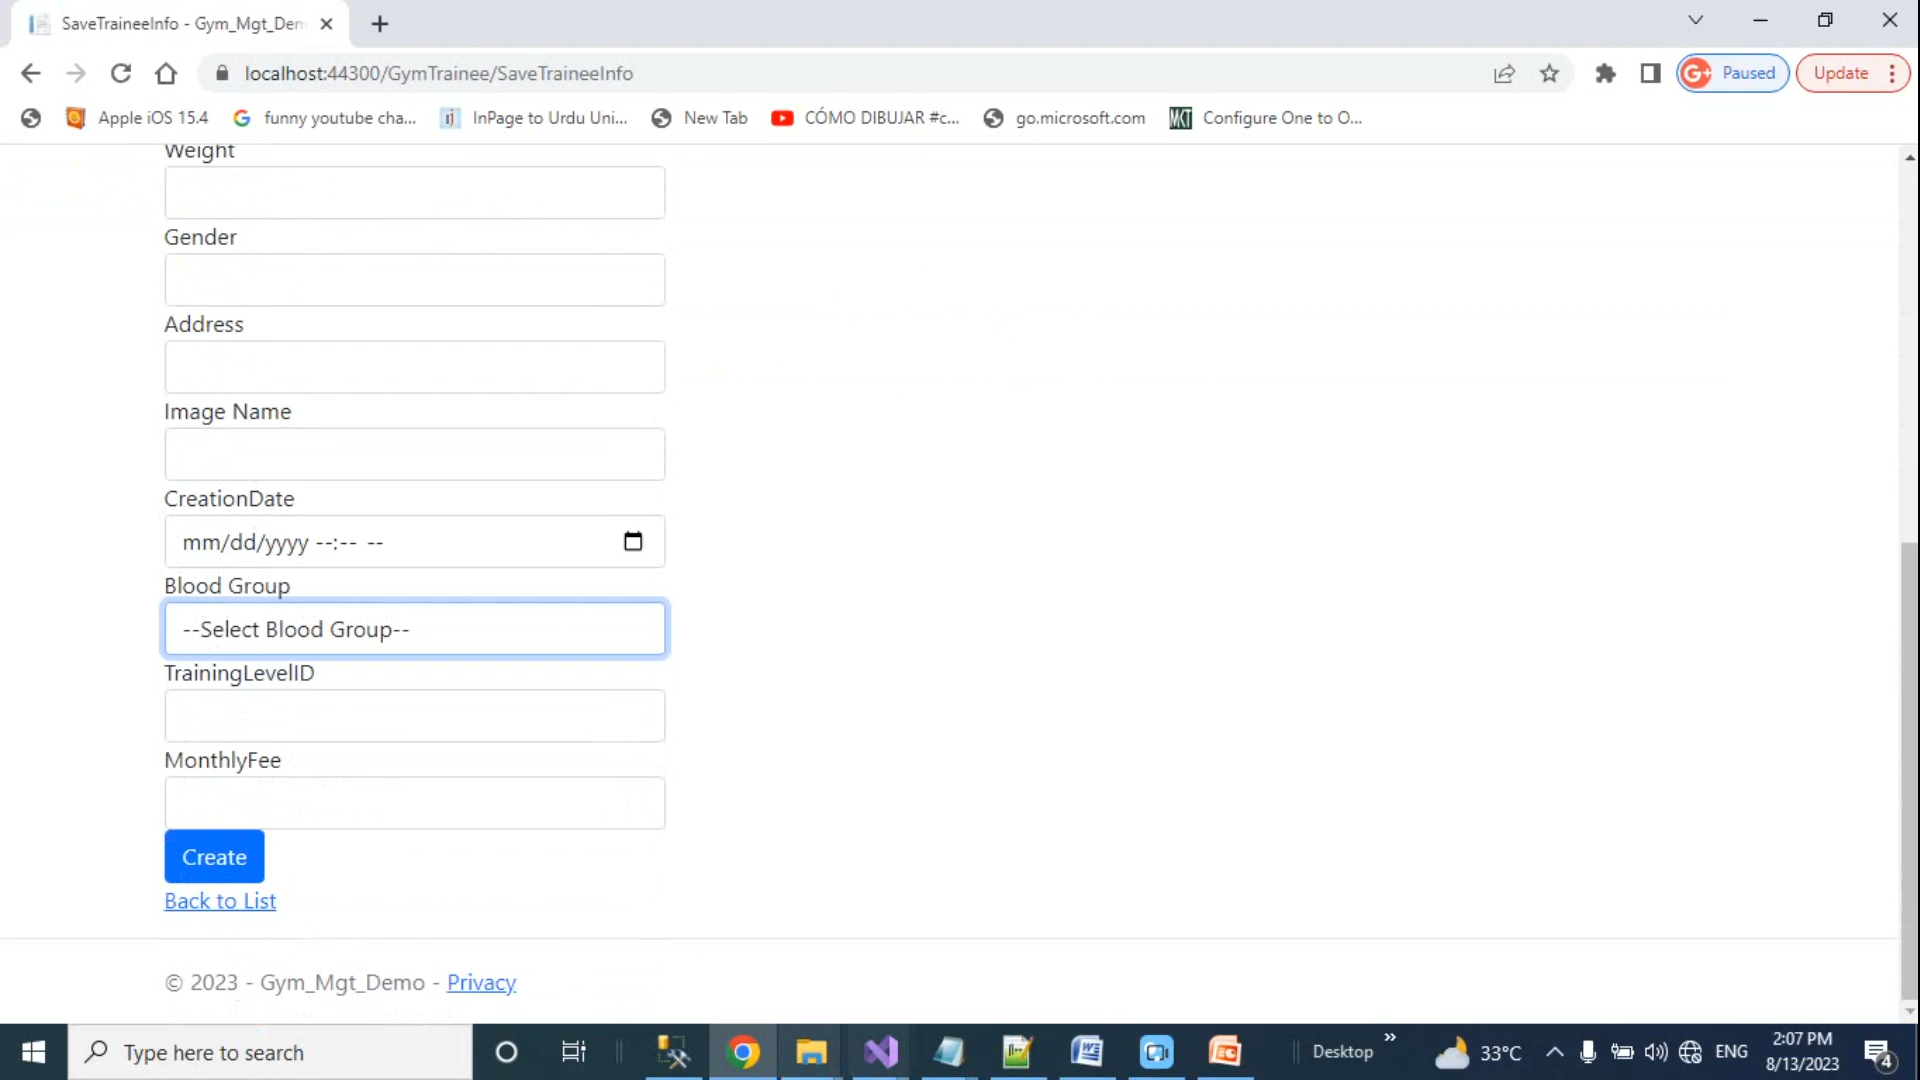 SaveTraineeInfo - Gym_Mgt_Den
localhost:44300/GymTrainee/SaveTraineeInfo
G+ Paused
Update
Apple iOS 15.4
funny youtube cha...
InPage to Urdu Uni...
New Tab
CÓMO DIBUJAR #c...
go.microsoft.com
MKT Configure One to O...
Weight
Gender
Address
Image Name
CreationDate
mm/dd/yyyy --:-- --
Blood Group
--Select Blood Group--
TrainingLevelID
MonthlyFee
Create
Back to List
© 2023 - Gym_Mgt_Demo - Privacy
Type here to search
Desktop
33°C
ENG
2:07 PM
8/13/2023
4